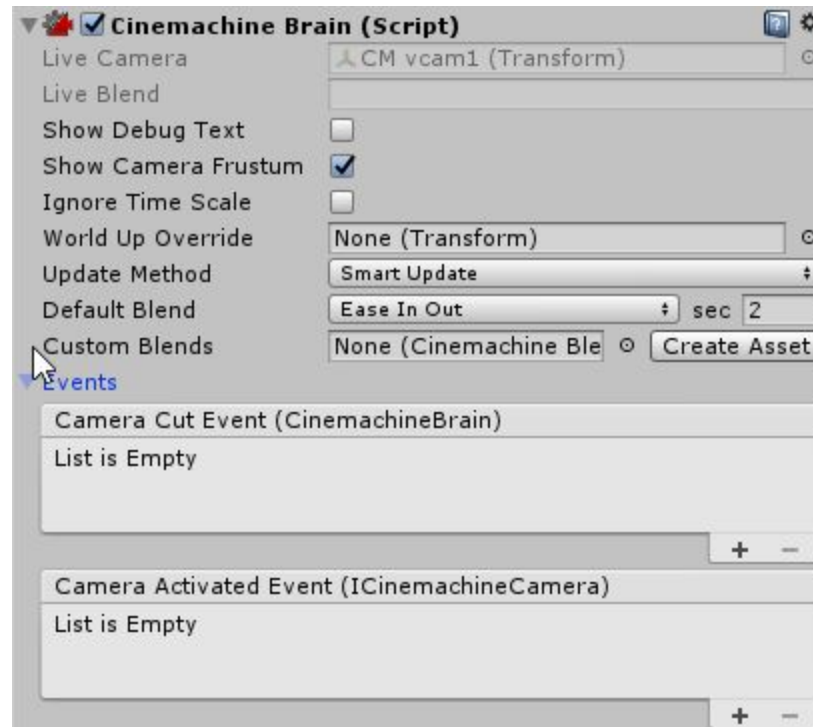 Cinemachine Brain (Script)
Live Camera CM vcam1 (Transform)
Live Blend
Show Debug Text
Show Camera Frustum
Ignore Time Scale
World Up Override None (Transform)
Update Method Smart Update
Default Blend Ease In Out sec 2
Custom Blends None (Cinemachine Ble Create Asset
Events
Camera Cut Event (CinemachineBrain)
List is Empty
+ −
Camera Activated Event (ICinemachineCamera)
List is Empty
+ −